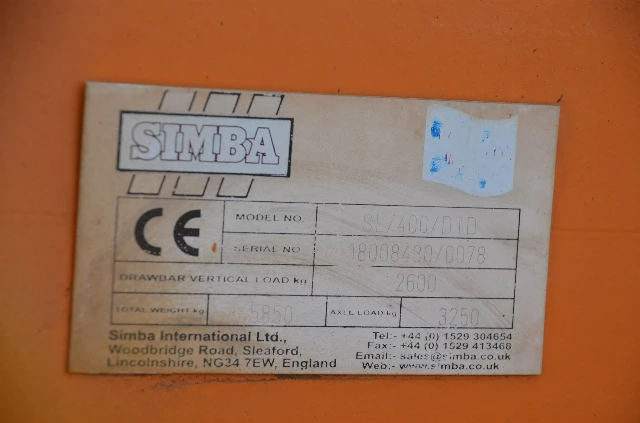 SIMBA
CE
MODEL NO. SL/400/DTD
SERIAL NO 18008430/0078
DRAWBAR VERTICAL LOAD kg 2600
TOTAL WEIGHT kg 5850 AXLE LOAD kg 3250
Simba International Ltd.,
Woodbridge Road, Sleaford,
Lincolnshire, NG34 7EW, England
Tel:- +44 (0) 1529 304654
Fax:- +44 (0) 1529 413468
Email:- sales@simba.co.uk
Web:- www.simba.co.uk